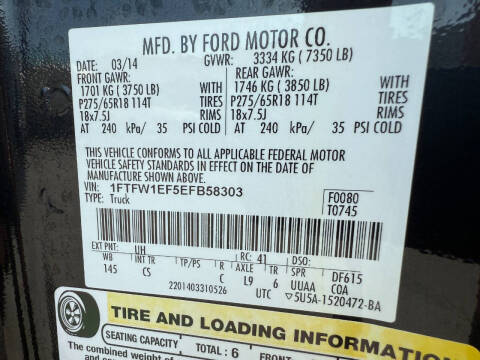 MFD. BY FORD MOTOR CO.
DATE: 03/14 GVWR: 3334 KG ( 7350 LB)
FRONT GAWR: REAR GAWR:
1701 KG ( 3750 LB) WITH 1746 KG ( 3850 LB) WITH
P275/65R18 114T TIRES P275/65R18 114T TIRES
18x7.5J RIMS 18x7.5J RIMS
AT 240 kPa/ 35 PSI COLD AT 240 kPa/ 35 PSI COLD
THIS VEHICLE CONFORMS TO ALL APPLICABLE FEDERAL MOTOR
VEHICLE SAFETY STANDARDS IN EFFECT ON THE DATE OF
MANUFACTURE SHOWN ABOVE.
VIN: 1FTFW1EF5EFB58303 F0080
TYPE: Truck T0745
EXT PNT: UH RC: 41 DSO:
WB INT TR TP/PS R AXLE TR SPR DF615
145 CS C L9 6 UUAA COA
2201403310526 UTC ▽5U5A-1520472-BA
TIRE AND LOADING INFORMATION
SEATING CAPACITY TOTAL : 6
The combined weight of